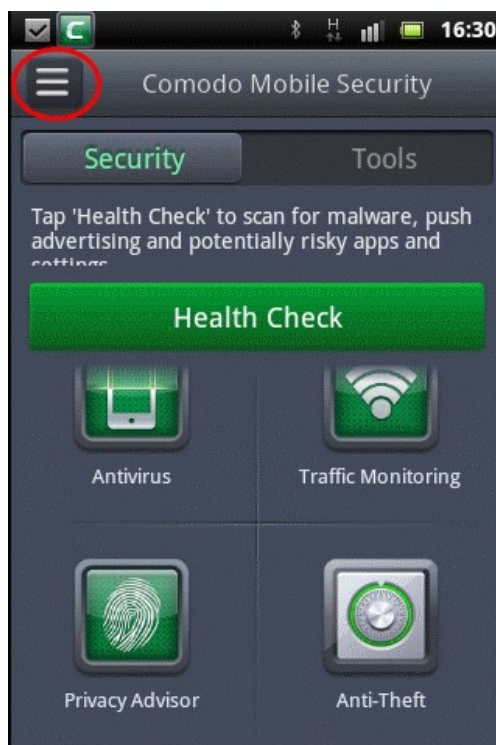 H
16:30
Comodo Mobile Security
Security
Tools
Tap 'Health Check' to scan for malware, push
advertising and potentially risky apps and
settings
Health Check
Antivirus
Traffic Monitoring
Privacy Advisor
Anti-Theft